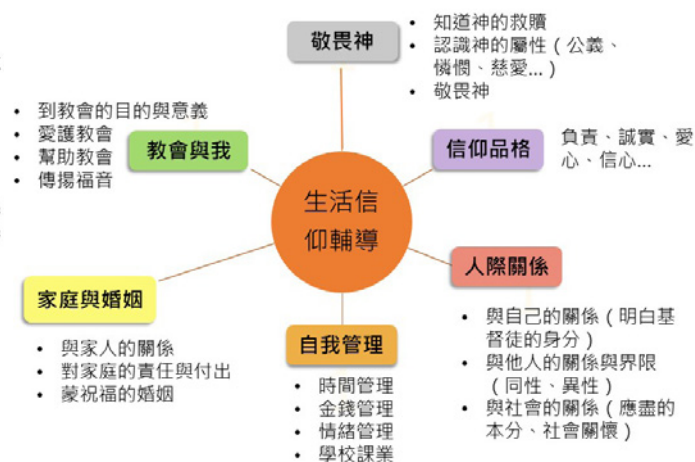 敬畏神
• 知道神的救贖
• 認識神的屬性（公義、
憐憫、慈愛...）
• 敬畏神
• 到教會的目的與意義
• 愛護教會
• 幫助教會
• 傳揚福音
教會與我
信仰品格
負責、誠實、愛
心、信心...
生活信
仰輔導
人際關係
• 與自己的關係（明白基
督徒的身分）
• 與他人的關係與界限
（同性、異性）
• 與社會的關係（應盡的
本分、社會關懷）
家庭與婚姻
• 與家人的關係
• 對家庭的責任與付出
• 蒙祝福的婚姻
自我管理
• 時間管理
• 金錢管理
• 情緒管理
• 學校課業